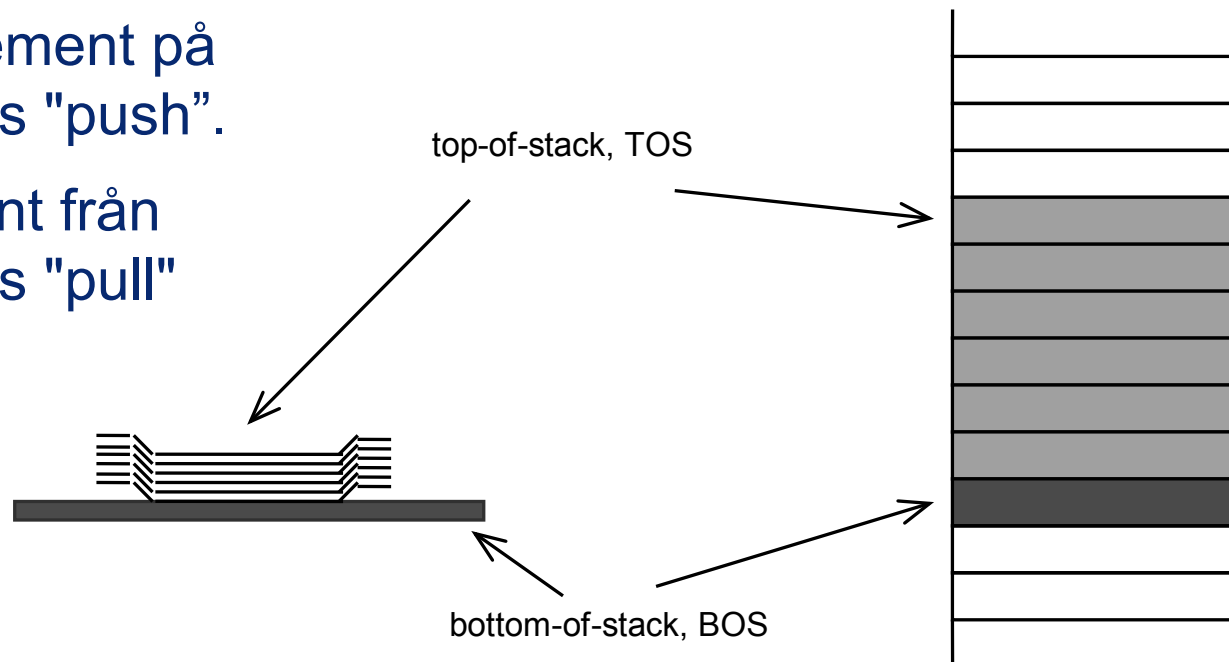 ement på
s "push”.
nt från
s "pull"
top-of-stack, TOS
bottom-of-stack, BOS